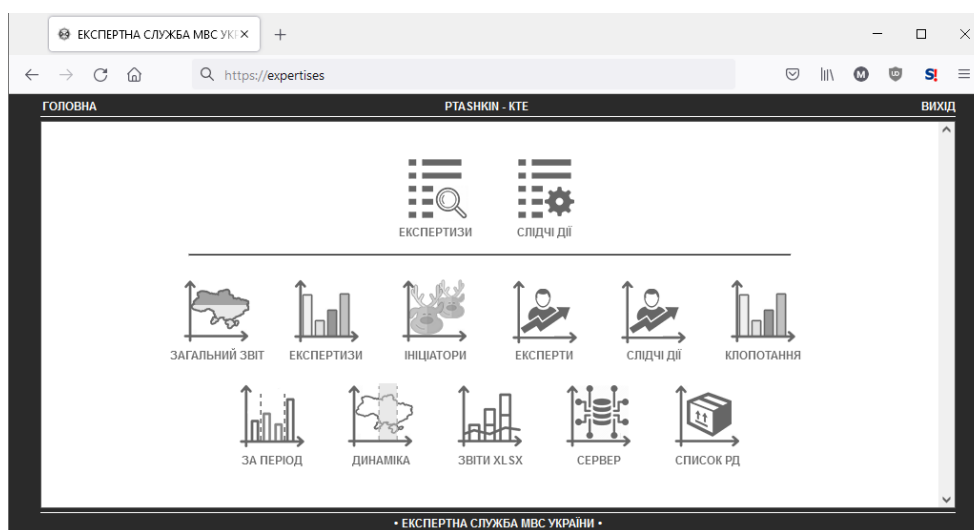 ЕКСПЕРТНА СЛУЖБА МВС УКР
https://expertises
ГОЛОВНА PTASHKIN - КТЕ ВИХІД
ЕКСПЕРТИЗИ СЛІДЧІ ДІЇ
ЗАГАЛЬНИЙ ЗВІТ ЕКСПЕРТИЗИ ІНІЦІАТОРИ ЕКСПЕРТИ СЛІДЧІ ДІЇ КЛОПОТАННЯ
ЗА ПЕРІОД ДИНАМІКА ЗВІТИ XLSX СЕРВЕР СПИСОК РД
• ЕКСПЕРТНА СЛУЖБА МВС УКРАЇНИ •